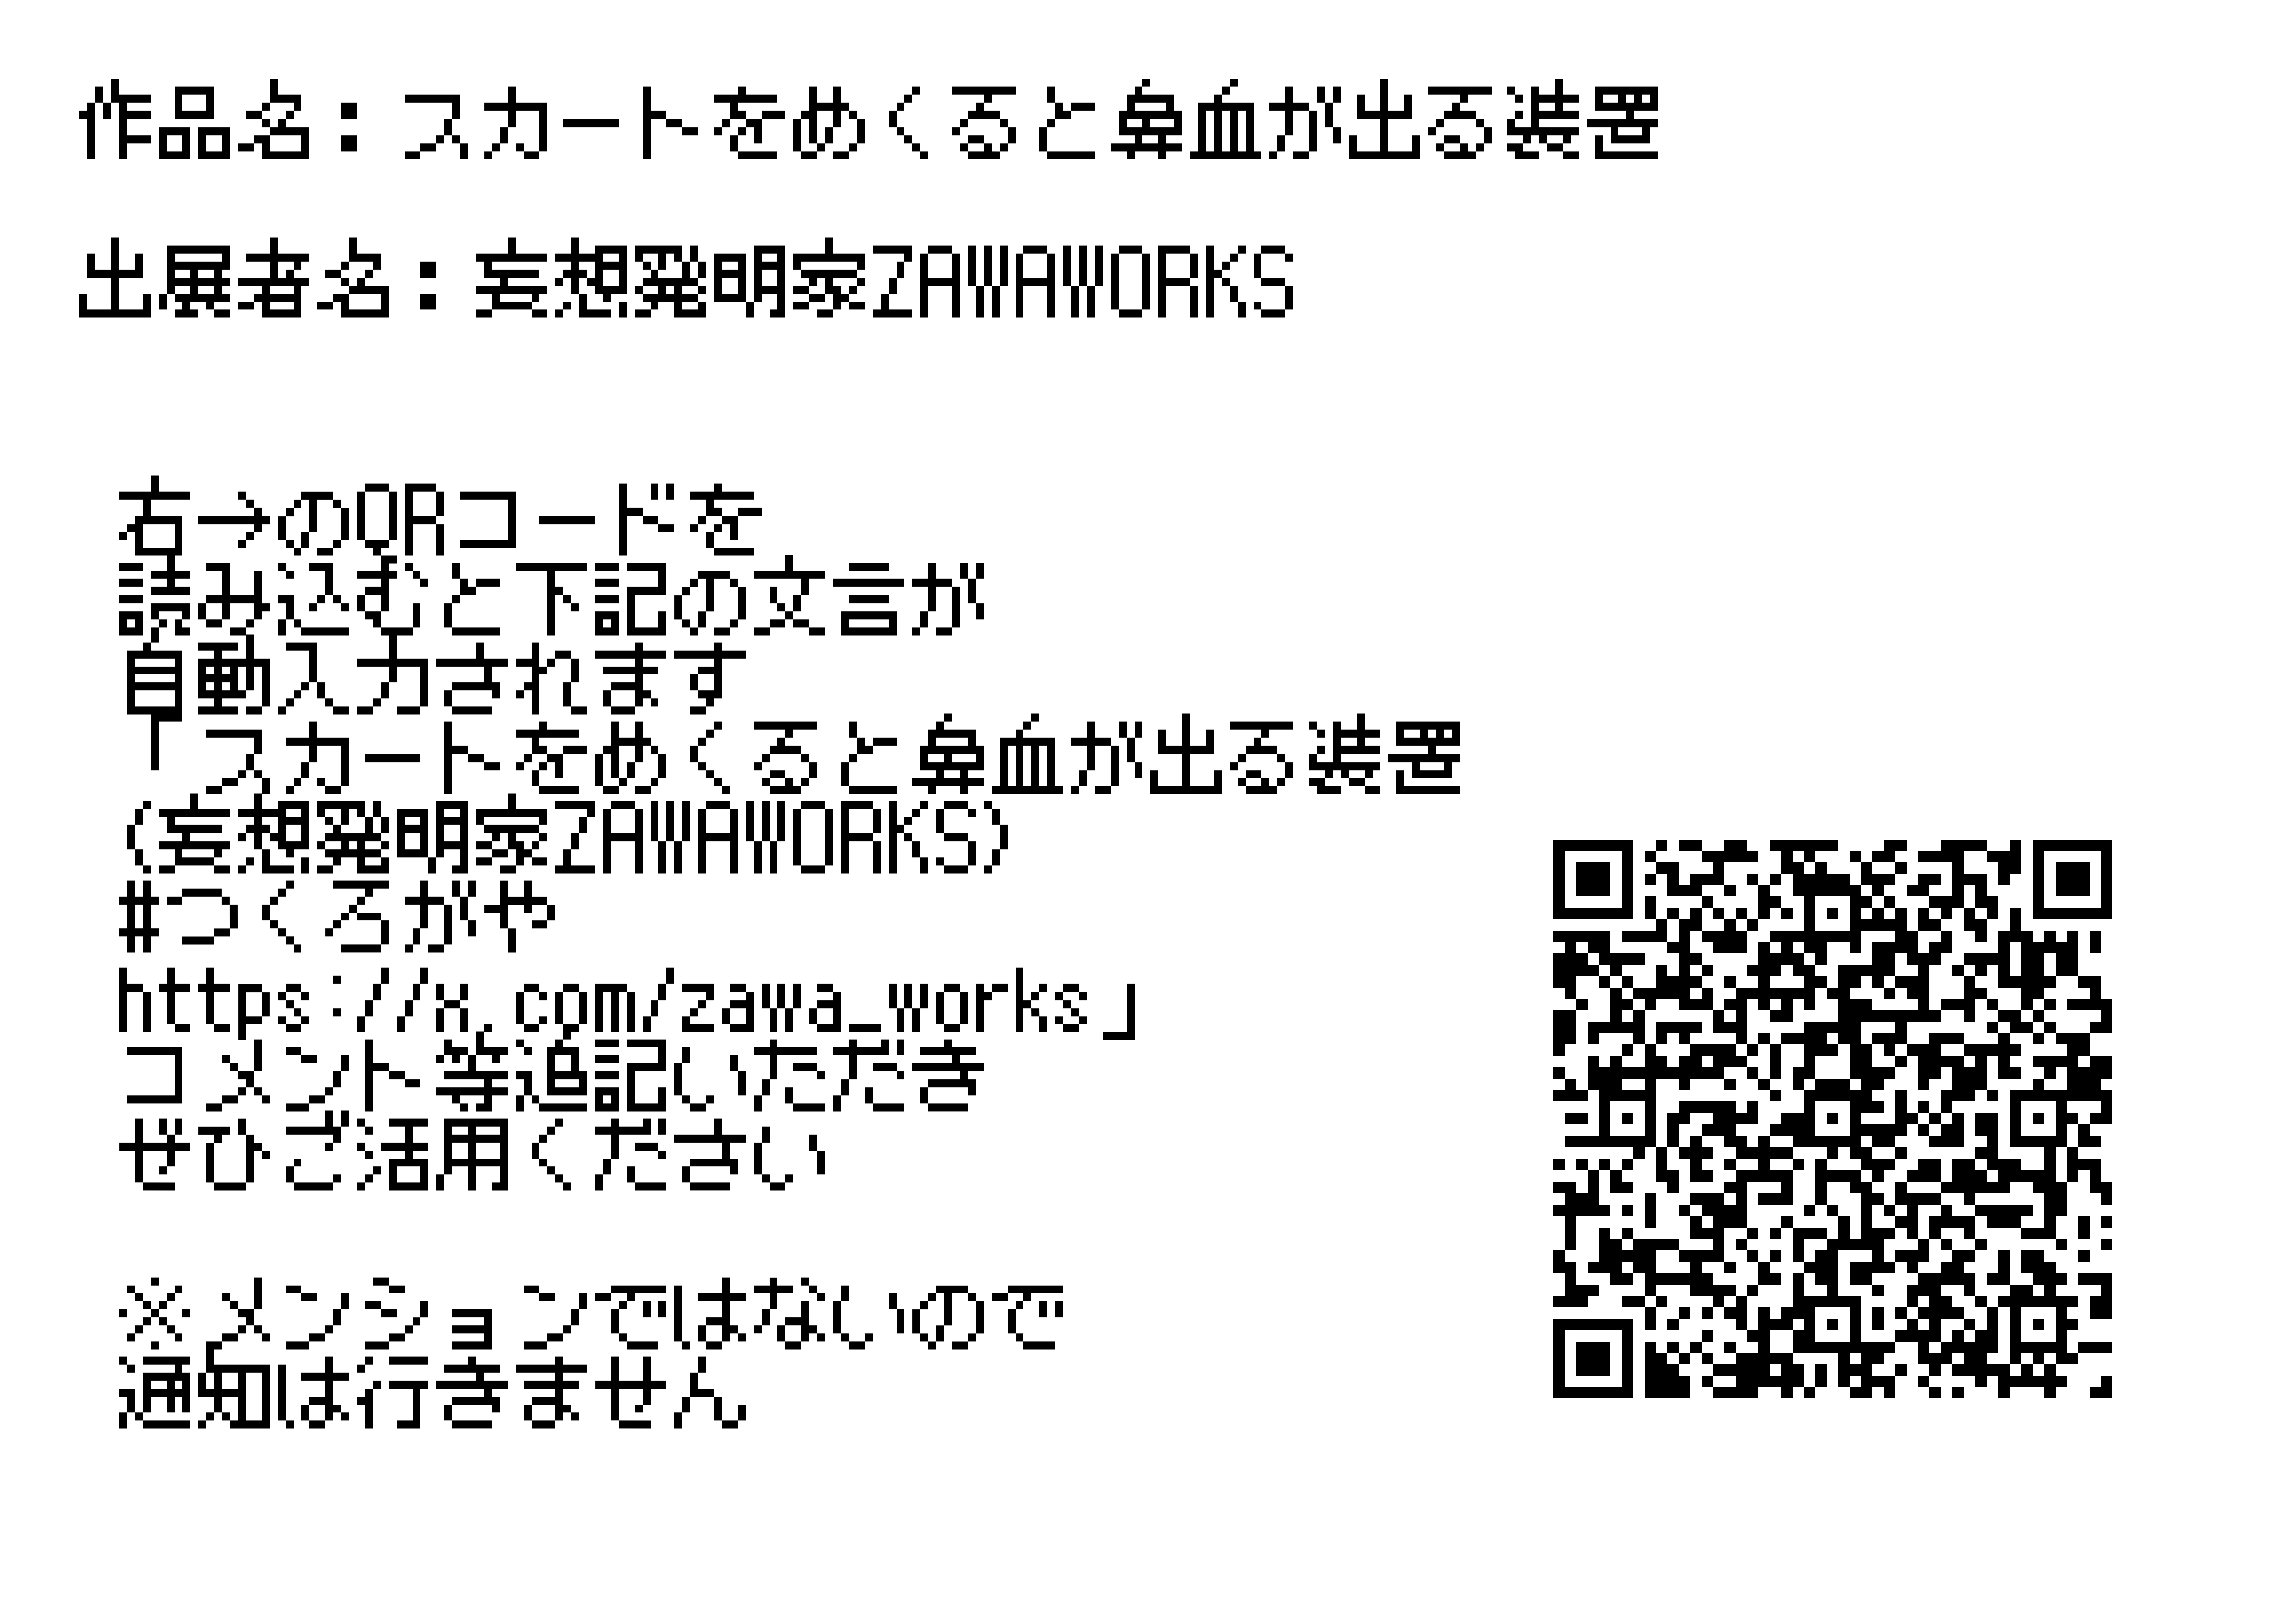 作品名：スカートをめくると鼻血が出る装置
出展者名：妄想発明家ZAWAWORKS
右→のQRコードを
読み込むと下記の文言が
自動入力されます
「スカートをめくると鼻血が出る装置
(妄想発明家ZAWAWORKS)
#つくろがや
https://x.com/zawa_works」
コメント等追記いただき
ぜひご活用ください
※メンションではないので
通知は行きません